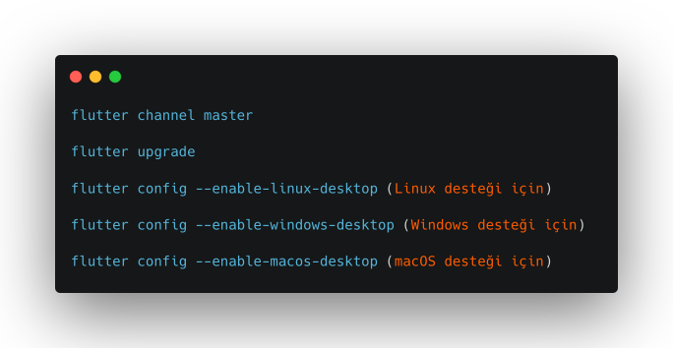 flutter channel master
flutter upgrade
flutter config --enable-linux-desktop (Linux desteği için)
flutter config --enable-windows-desktop (Windows desteği için)
flutter config --enable-macos-desktop (macOS desteği için)